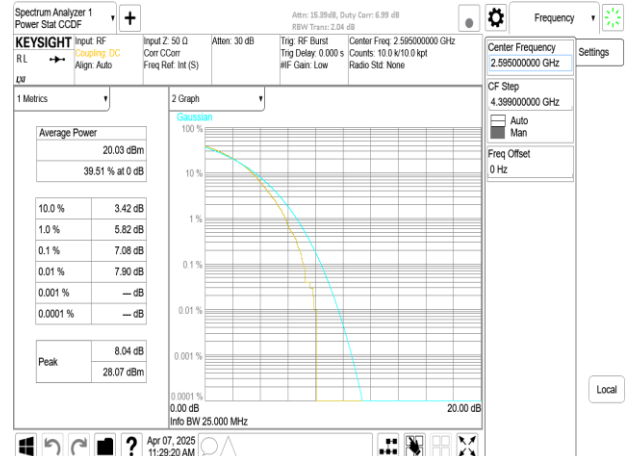 Spectrum Analyzer 1
Power Stat CCDF
Attn: 15.89dB, Duty Corr: 6.99 dB
RBW Trans: 2.04 dB
Frequency
KEYSIGHT
RL
LXI
Input: RF
Coupling: DC
Align: Auto
Input Z: 50 Ω
Corr CCorr
Freq Ref: Int (S)
Atten: 30 dB
Trig: RF Burst
Trig Delay: 0.000 s
#IF Gain: Low
Center Freq: 2.595000000 GHz
Counts: 10.0 k/10.0 kpt
Radio Std: None
Center Frequency
2.595000000 GHz
Settings
CF Step
4.399000000 GHz
Auto
Man
Freq Offset
0 Hz
1 Metrics
Average Power
20.03 dBm
39.51 % at 0 dB
10.0 % 3.42 dB
1.0 % 5.82 dB
0.1 % 7.08 dB
0.01 % 7.90 dB
0.001 % --- dB
0.0001 % --- dB
Peak
8.04 dB
28.07 dBm
2 Graph
Gaussian
100 %
10 %
1 %
0.1 %
0.01 %
0.001 %
0.0001 %
0.00 dB
20.00 dB
Info BW 25.000 MHz
Local
?
Apr 07, 2025
11:29:20 AM